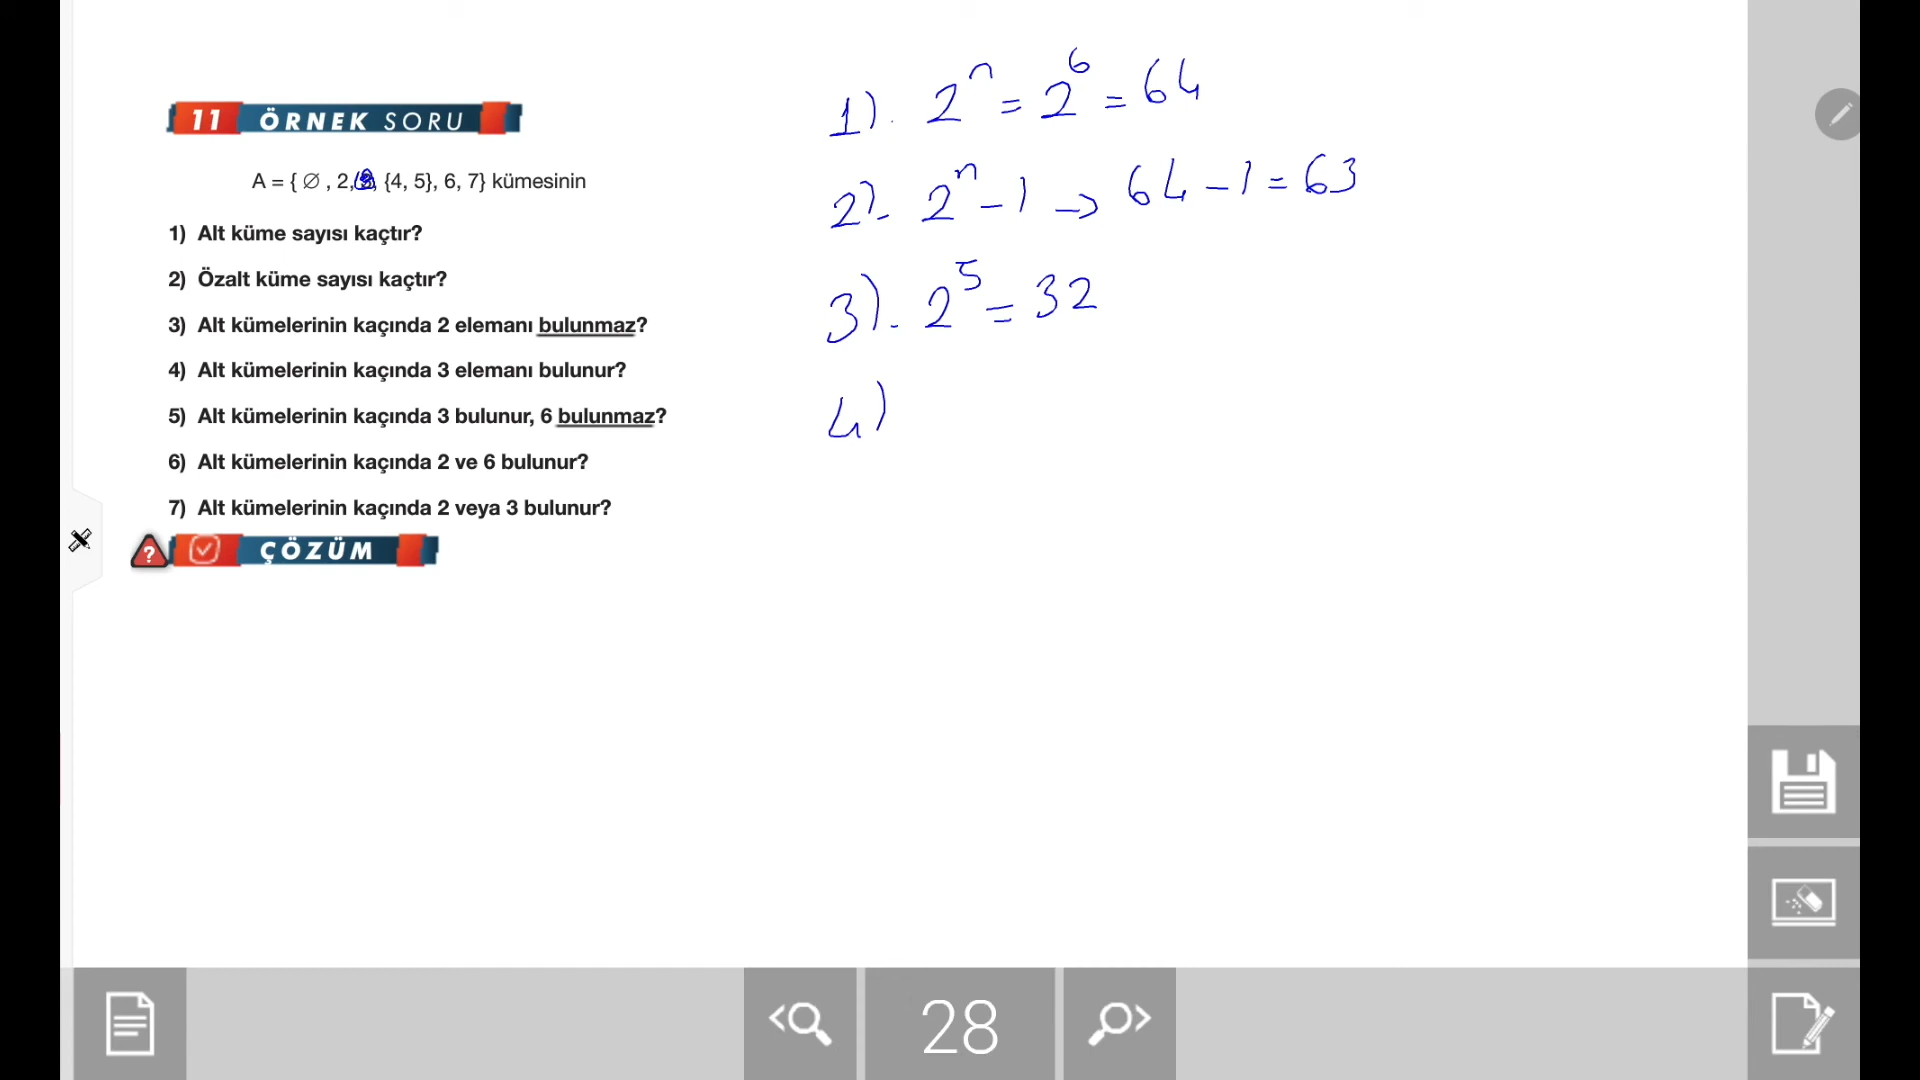 11 ÖRNEK SORU
A = { ∅ , 2, 3, {4, 5}, 6, 7} kümesinin
1) Alt küme sayısı kaçtır?
2) Özalt küme sayısı kaçtır?
3) Alt kümelerinin kaçında 2 elemanı bulunmaz?
4) Alt kümelerinin kaçında 3 elemanı bulunur?
5) Alt kümelerinin kaçında 3 bulunur, 6 bulunmaz?
6) Alt kümelerinin kaçında 2 ve 6 bulunur?
7) Alt kümelerinin kaçında 2 veya 3 bulunur?
? ÇÖZÜM
1). 2ⁿ = 2⁶ = 64
2)- 2ⁿ - 1 → 64 - 1 = 63
3)- 2⁵ = 32
4)
28